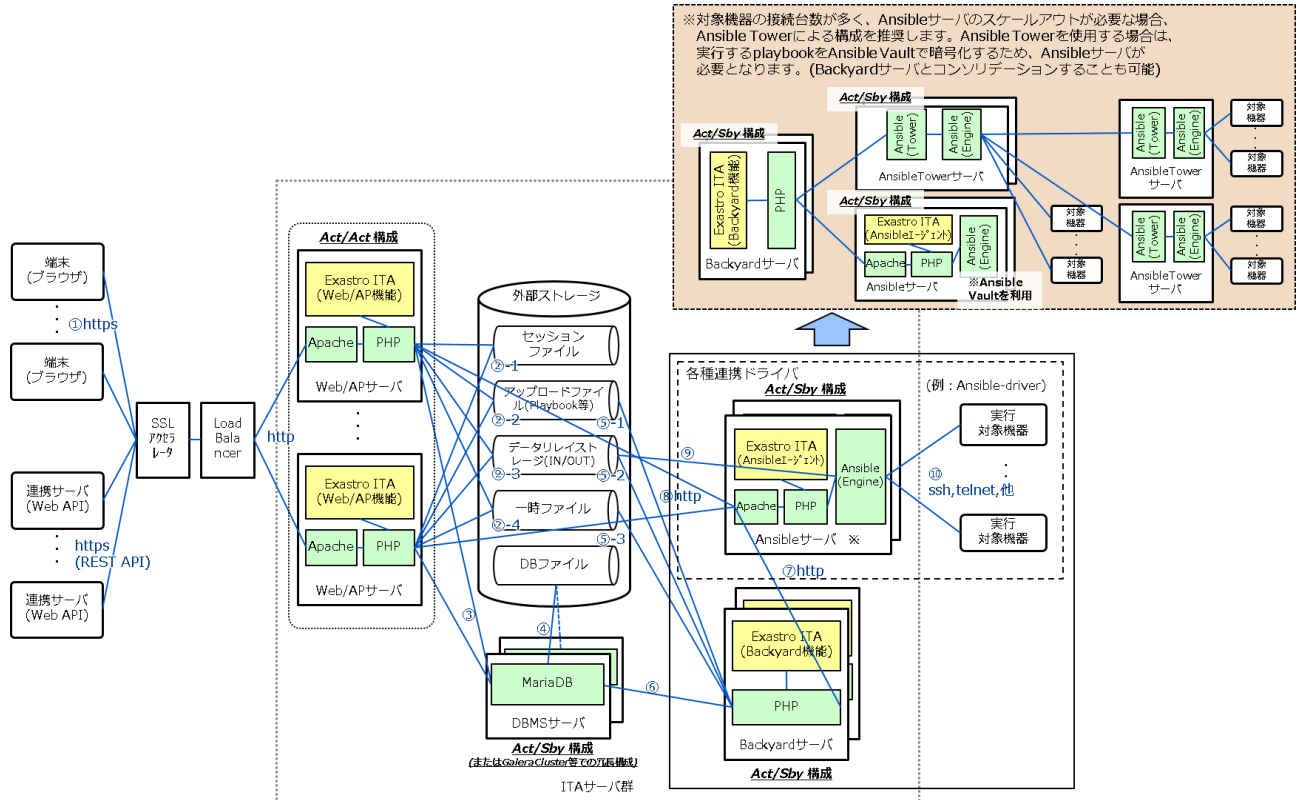 ※対象機器の接続台数が多く、Ansibleサーバのスケールアウトが必要な場合、
Ansible Towerによる構成を推奨します。Ansible Towerを使用する場合は、
実行するplaybookをAnsible Vaultで暗号化するため、Ansibleサーバが
必要となります。(Backyardサーバとコンソリデーションすることも可能)
Act/Sby 構成
Exastro ITA
(Backyard機能)
PHP
Backyardサーバ
Act/Sby 構成
Ansible
(Tower)
Ansible
(Engine)
AnsibleTowerサーバ
Act/Sby 構成
Exastro ITA
(Ansibleエージェント)
Apache
PHP
Ansible
(Engine)
Ansibleサーバ
※Ansible
Vaultを利用
対象
機器
・・・
対象
機器
Ansible
(Tower)
Ansible
(Engine)
AnsibleTower
サーバ
対象
機器
・・・
対象
機器
Ansible
(Tower)
Ansible
(Engine)
AnsibleTower
サーバ
対象
機器
・・・
対象
機器
端末
(ブラウザ)
①https
端末
(ブラウザ)
連携サーバ
(Web API)
https
(REST API)
連携サーバ
(Web API)
SSL
アクセラ
レータ
Load
Bala
ncer
http
Act/Act 構成
Exastro ITA
(Web/AP機能)
Apache
PHP
Web/APサーバ
Exastro ITA
(Web/AP機能)
Apache
PHP
Web/APサーバ
外部ストレージ
セッション
ファイル
②-1
アップロードファイ
ル(Playbook等)
②-2
⑤-1
データリレイスト
レージ(IN/OUT)
②-3
⑤-2
一時ファイル
②-4
⑤-3
DBファイル
③
④
MariaDB
DBMSサーバ
Act/Sby 構成
(またはGaleraCluster等での冗長構成)
ITAサーバ群
⑥
各種連携ドライバ
Act/Sby 構成
(例：Ansible-driver)
⑨
⑧http
Exastro ITA
(Ansibleエージェント)
Apache
PHP
Ansible
(Engine)
Ansibleサーバ ※
実行
対象機器
⑩
ssh,telnet,他
実行
対象機器
⑦http
Exastro ITA
(Backyard機能)
PHP
Backyardサーバ
Act/Sby 構成